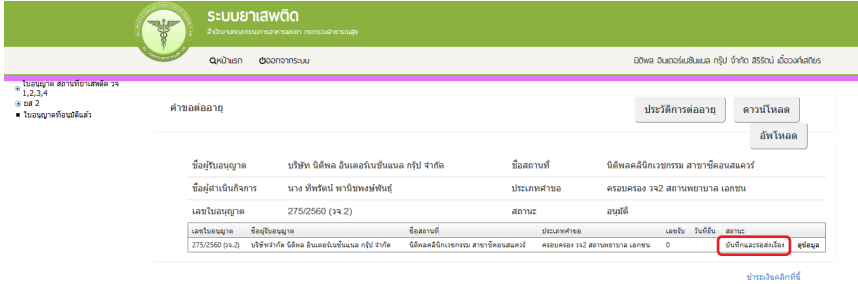 ระบบยาเสพติด
สำนักงานคณะกรรมการอาหารและยา กระทรวงสาธารณสุข
หน้าแรก ออกจากระบบ นิติพล อินเตอร์เนชั่นแนล กรุ๊ป จำกัด สิริรัตน์ เอื้อวงศ์เสถียร
ใบอนุญาต สถานที่ยาเสพติด วจ
1,2,3,4
ยส 2
ใบอนุญาตที่อนุมัติแล้ว
คำขอต่ออายุ ประวัติการต่ออายุ ดาวน์โหลด
อัพโหลด
ชื่อผู้รับอนุญาต บริษัท นิติพล อินเตอร์เนชั่นแนล กรุ๊ป จำกัด ชื่อสถานที่ นิติพลคลินิกเวชกรรม สาขาซีคอนสแควร์
ชื่อผู้ดำเนินกิจการ นาง ทัพรัตน์ พานิชพงษ์พันธุ์ ประเภทคำขอ ครอบครอง วจ2 สถานพยาบาล เอกชน
เลขใบอนุญาต 275/2560 (วจ.2) สถานะ อนุมัติ
เลขใบอนุญาต ชื่อผู้รับอนุญาต ชื่อสถานที่ ประเภทคำขอ เลขรับ วันที่ยื่น สถานะ
275/2560 (วจ.2) บริษัทจำกัด นิติพล อินเตอร์เนชั่นแนล กรุ๊ป จำกัด นิติพลคลินิกเวชกรรม สาขาซีคอนสแควร์ ครอบครอง วจ2 สถานพยาบาล เอกชน 0 บันทึกและรอส่งเรื่อง ดูข้อมูล
ชำระเงินคลิกที่นี้